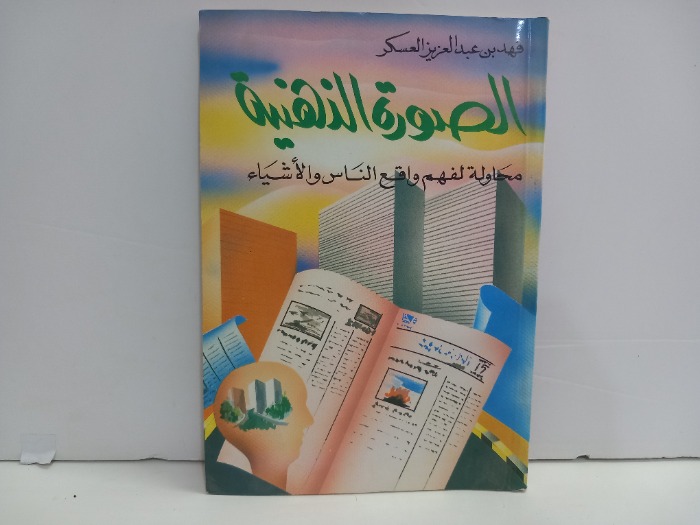 فهد بن عبدالعزيز العسكر
الصورة الذهنية
محاولة لفهم واقع الناس والأشياء